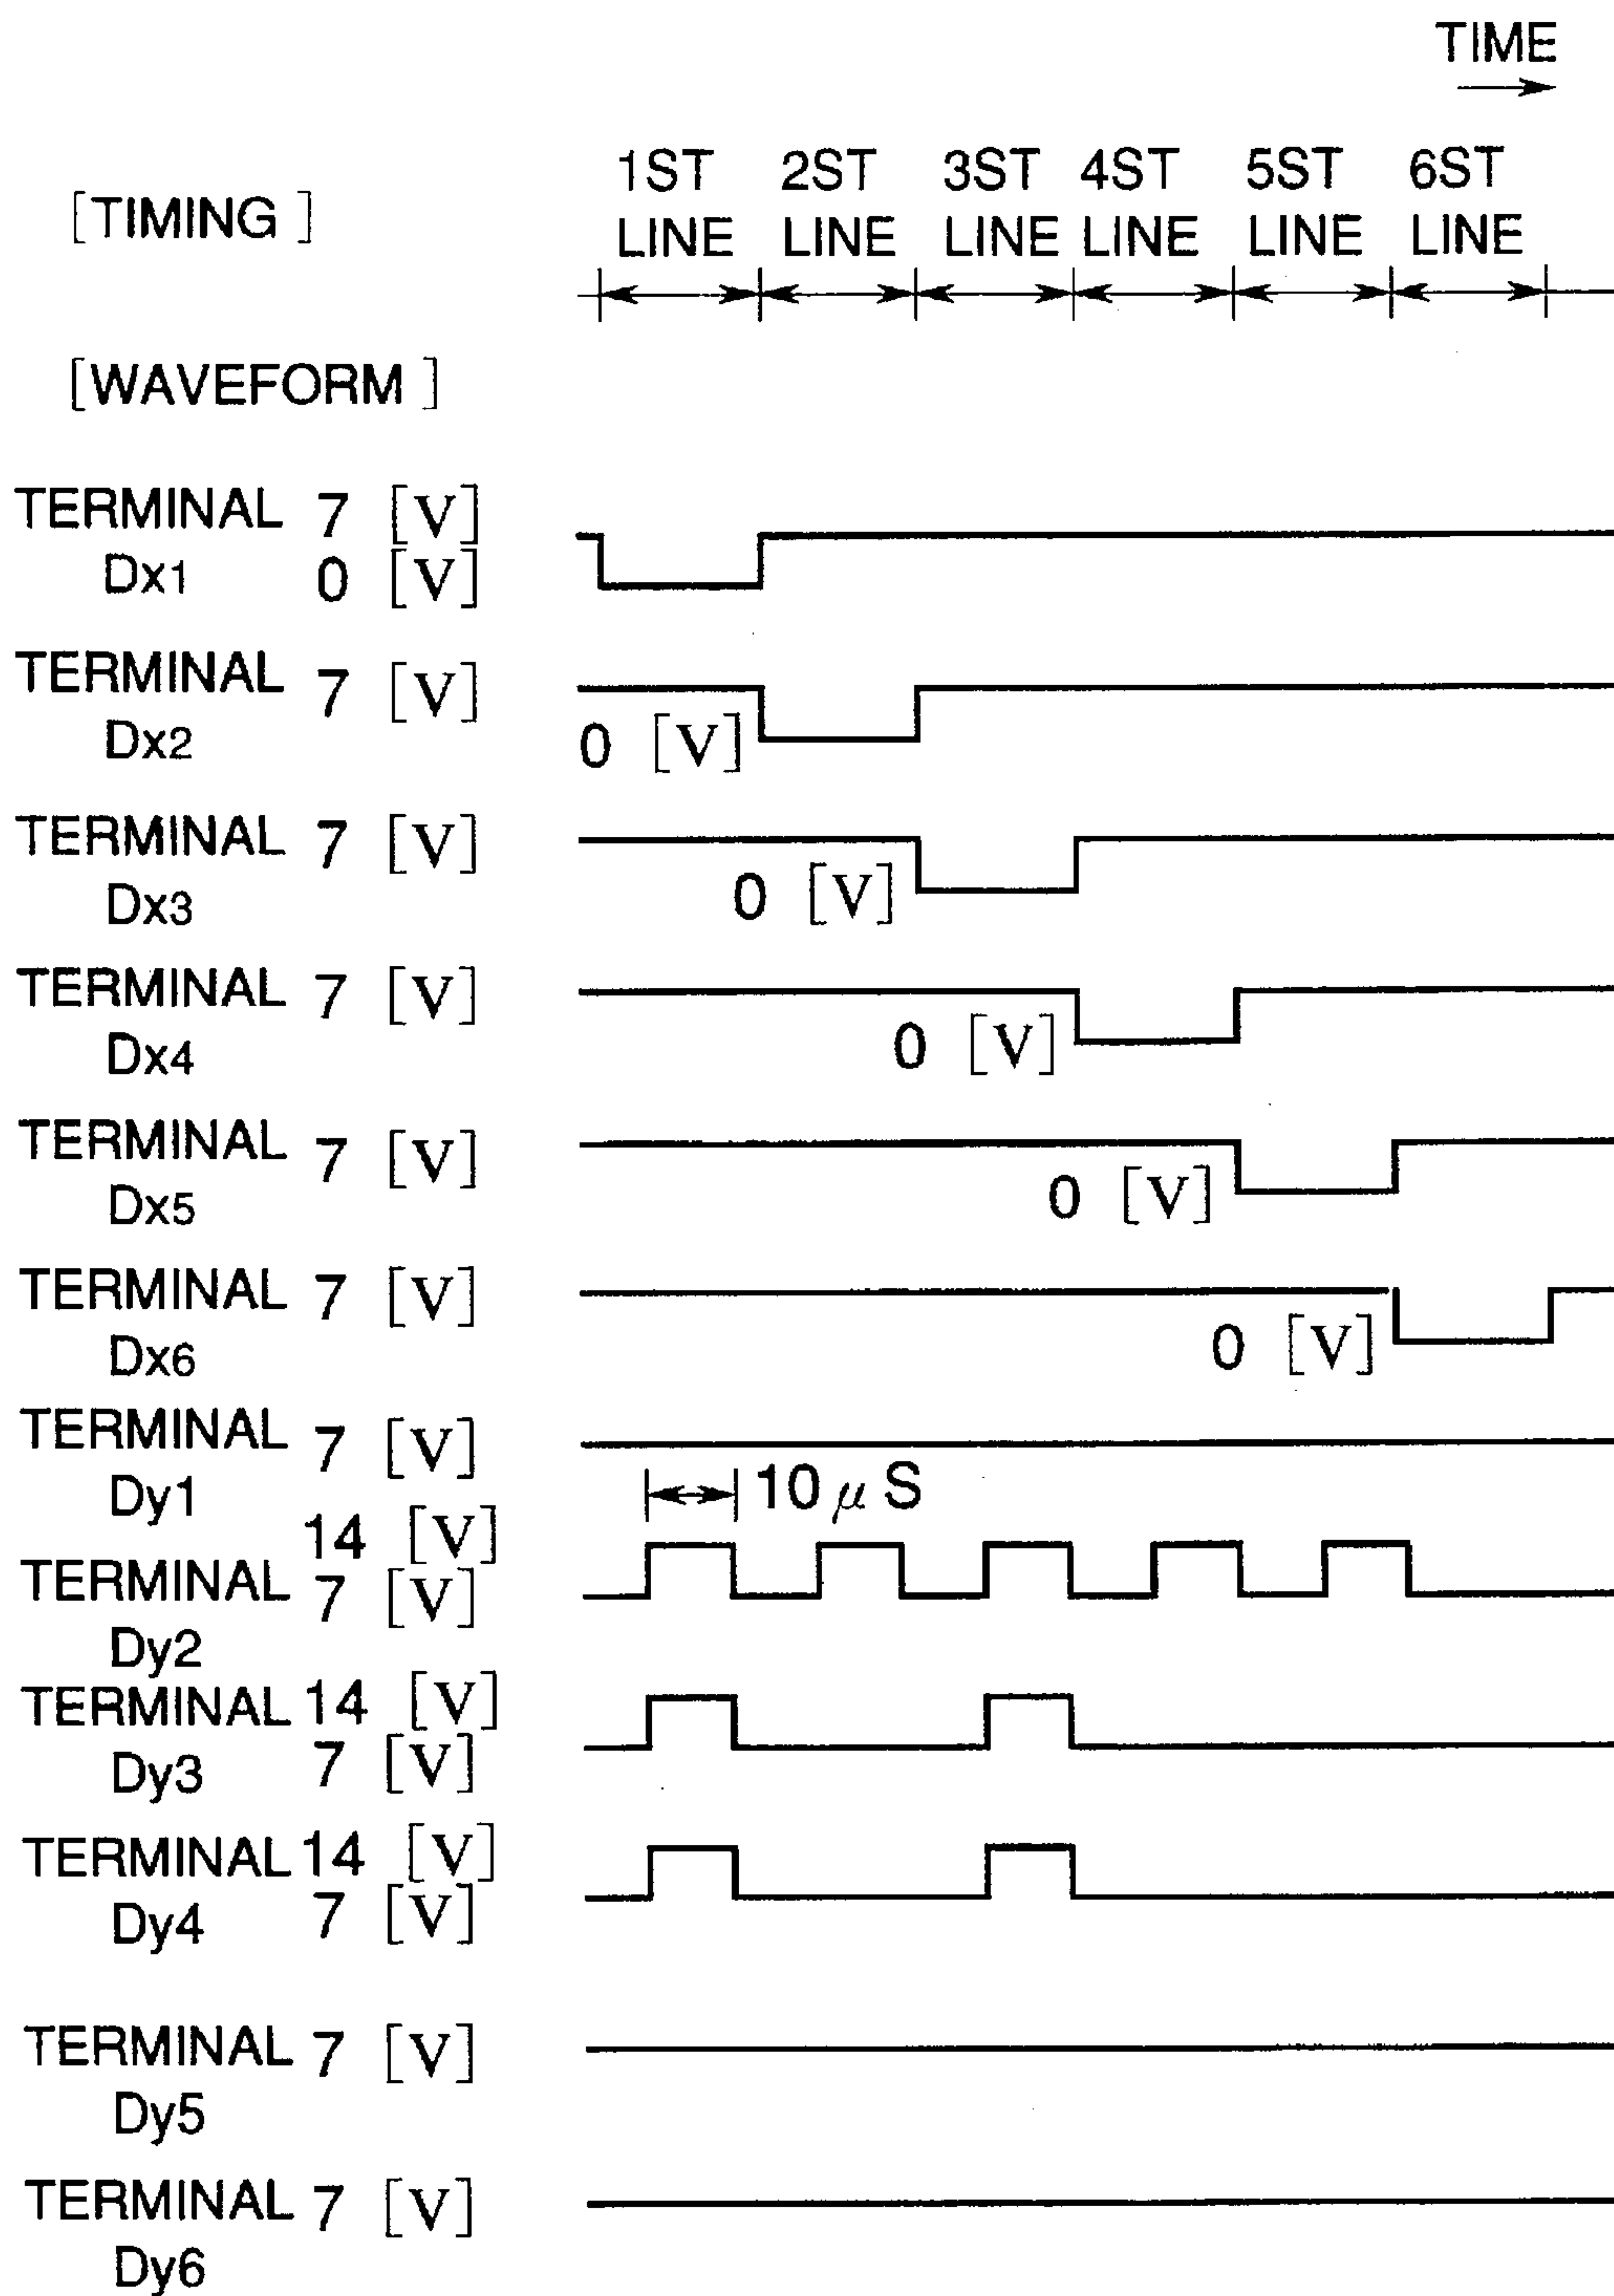 TIME
[TIMING]
1ST LINE
2ST LINE
3ST LINE
4ST LINE
5ST LINE
6ST LINE
[WAVEFORM]
TERMINAL Dx1
7 [V]
0 [V]
TERMINAL Dx2
7 [V]
0 [V]
TERMINAL Dx3
7 [V]
0 [V]
TERMINAL Dx4
7 [V]
0 [V]
TERMINAL Dx5
7 [V]
0 [V]
TERMINAL Dx6
7 [V]
0 [V]
TERMINAL Dy1
7 [V]
10 μS
TERMINAL Dy2
14 [V]
7 [V]
TERMINAL Dy3
14 [V]
7 [V]
TERMINAL Dy4
14 [V]
7 [V]
TERMINAL Dy5
7 [V]
TERMINAL Dy6
7 [V]